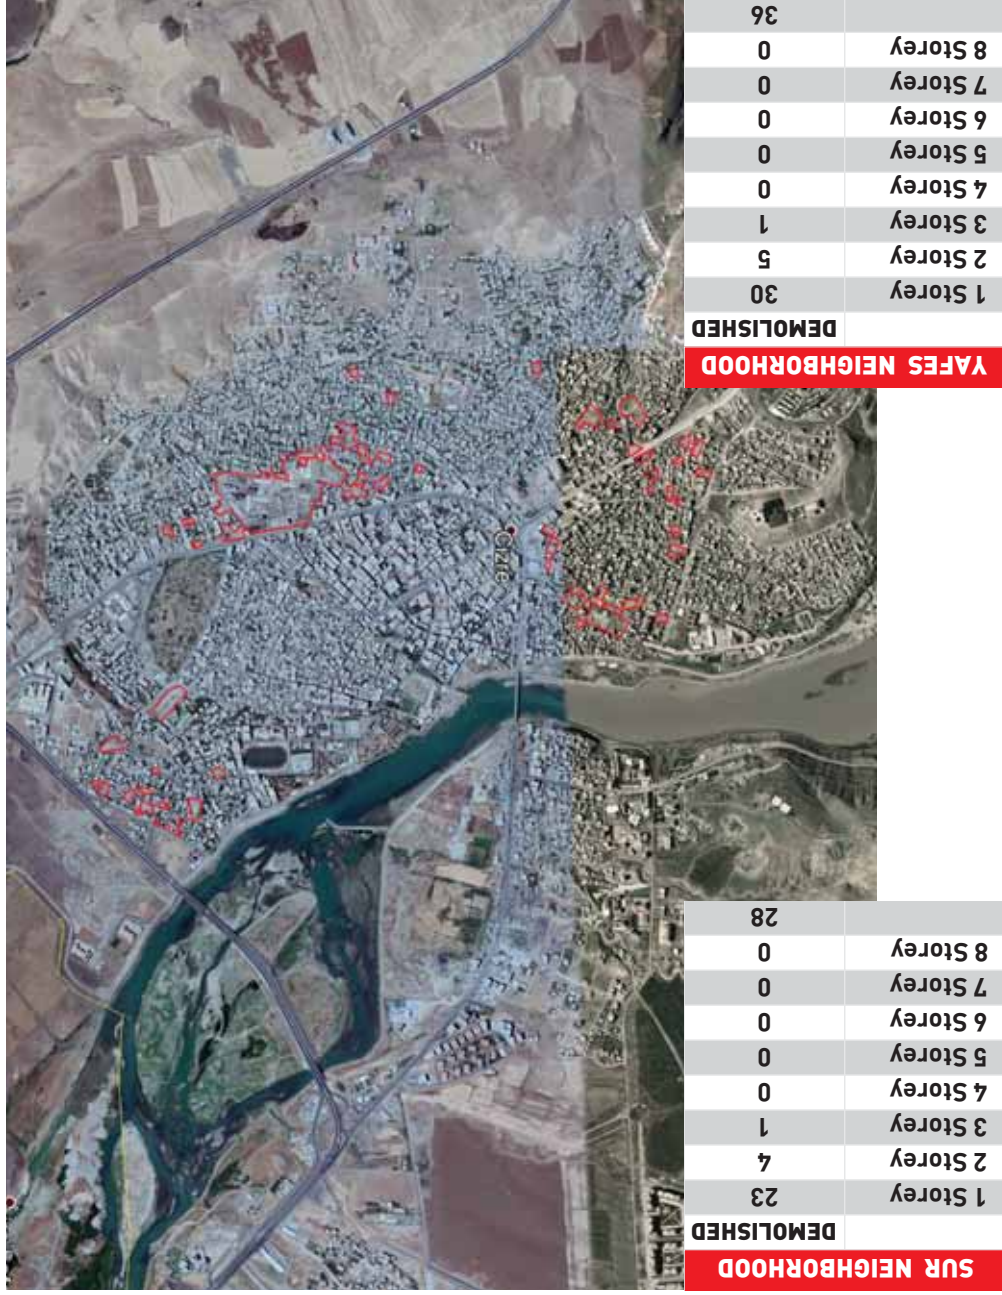 SUR NEIGHBORHOOD
DEMOLISHED
1 Storey 23
2 Storey 4
3 Storey 1
4 Storey 0
5 Storey 0
6 Storey 0
7 Storey 0
8 Storey 0
28
Cizre
YAFES NEIGHBORHOOD
DEMOLISHED
1 Storey 30
2 Storey 5
3 Storey 1
4 Storey 0
5 Storey 0
6 Storey 0
7 Storey 0
8 Storey 0
36